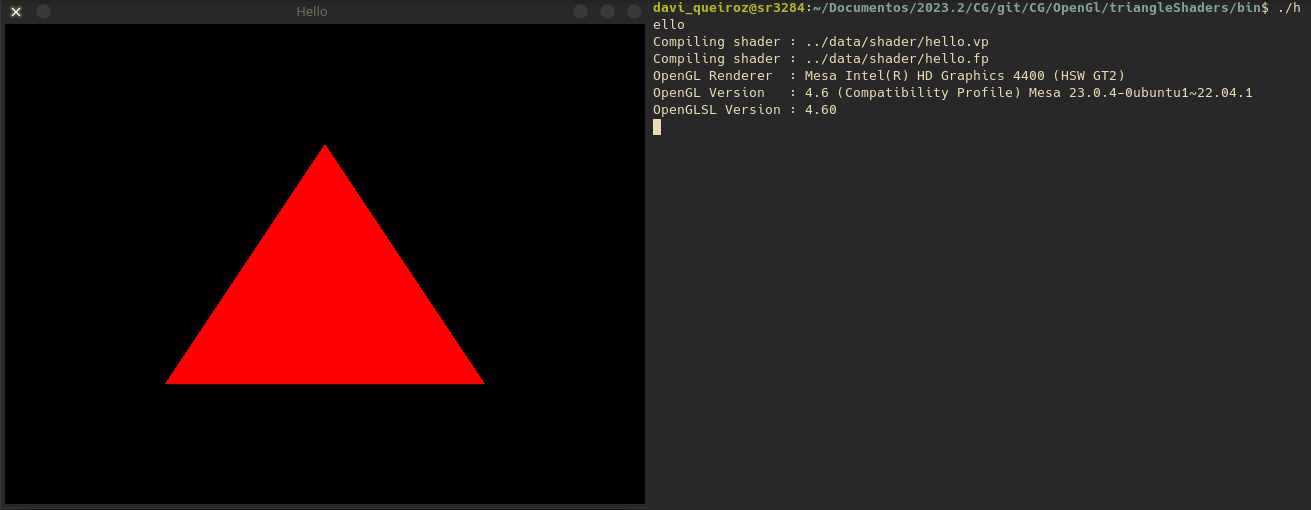 Hello
davi_queiroz@sr3284:~/Documentos/2023.2/CG/git/CG/OpenGl/triangleShaders/bin$ ./h
ello
Compiling shader : ../data/shader/hello.vp
Compiling shader : ../data/shader/hello.fp
OpenGL Renderer  : Mesa Intel(R) HD Graphics 4400 (HSW GT2)
OpenGL Version   : 4.6 (Compatibility Profile) Mesa 23.0.4-0ubuntu1~22.04.1
OpenGLSL Version : 4.60